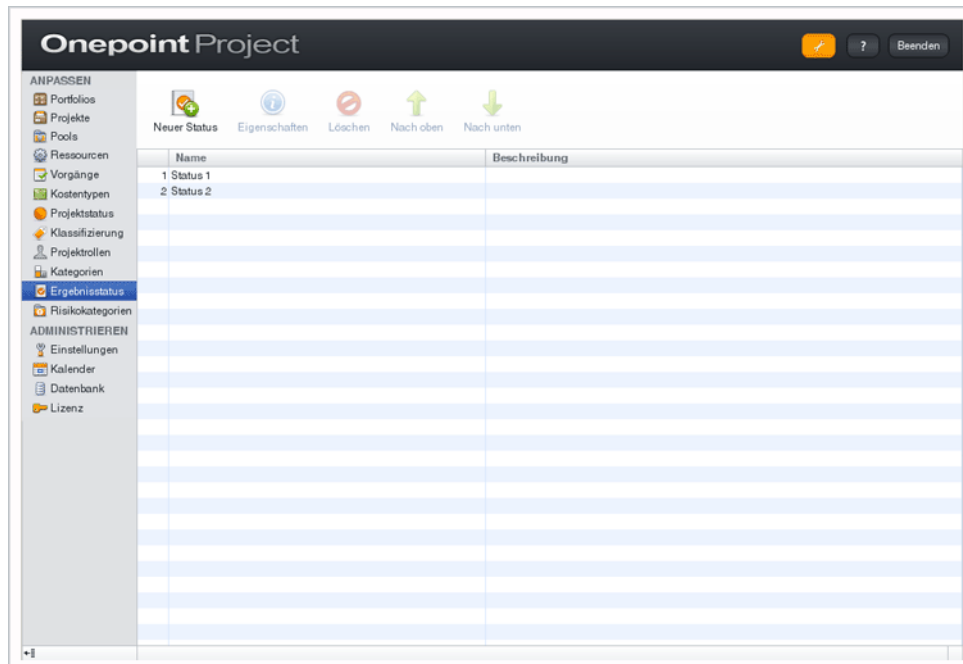 Onepoint Project
? Beenden
ANPASSEN
Portfolios
Projekte
Pools
Ressourcen
Vorgänge
Kostentypen
Projektstatus
Klassifizierung
Projektrollen
Kategorien
Ergebnisstatus
Risikokategorien
ADMINISTRIEREN
Einstellungen
Kalender
Datenbank
Lizenz
Neuer Status Eigenschaften Löschen Nach oben Nach unten
Name Beschreibung
1 Status 1
2 Status 2